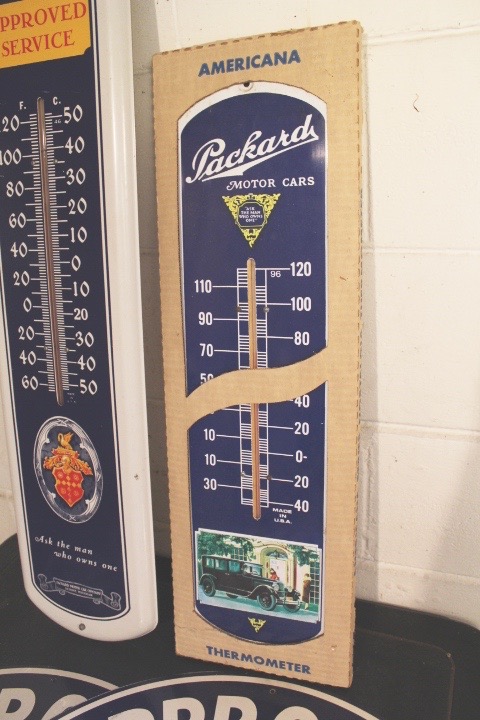 APPROVED
SERVICE
F. C.
120 50
100 40
80 30
60 20
40 10
20 0
0 10
20 20
40 30
60 40
50
Ask the man
who owns one
AMERICANA
Packard
MOTOR CARS
"ASK
THE MAN
WHO OWNS
ONE"
96 120
110
100
90
80
70
40
20
10
10 0
20
30
40
MADE
IN
U.S.A.
THERMOMETER